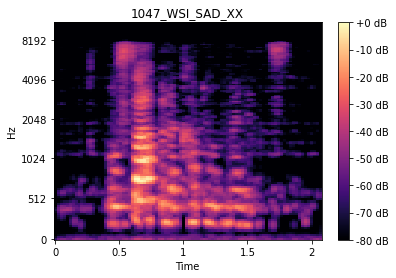 1047_WSI_SAD_XX
Hz
8192
4096
2048
1024
512
0
0
0.5
1
1.5
2
Time
+0 dB
-10 dB
-20 dB
-30 dB
-40 dB
-50 dB
-60 dB
-70 dB
-80 dB